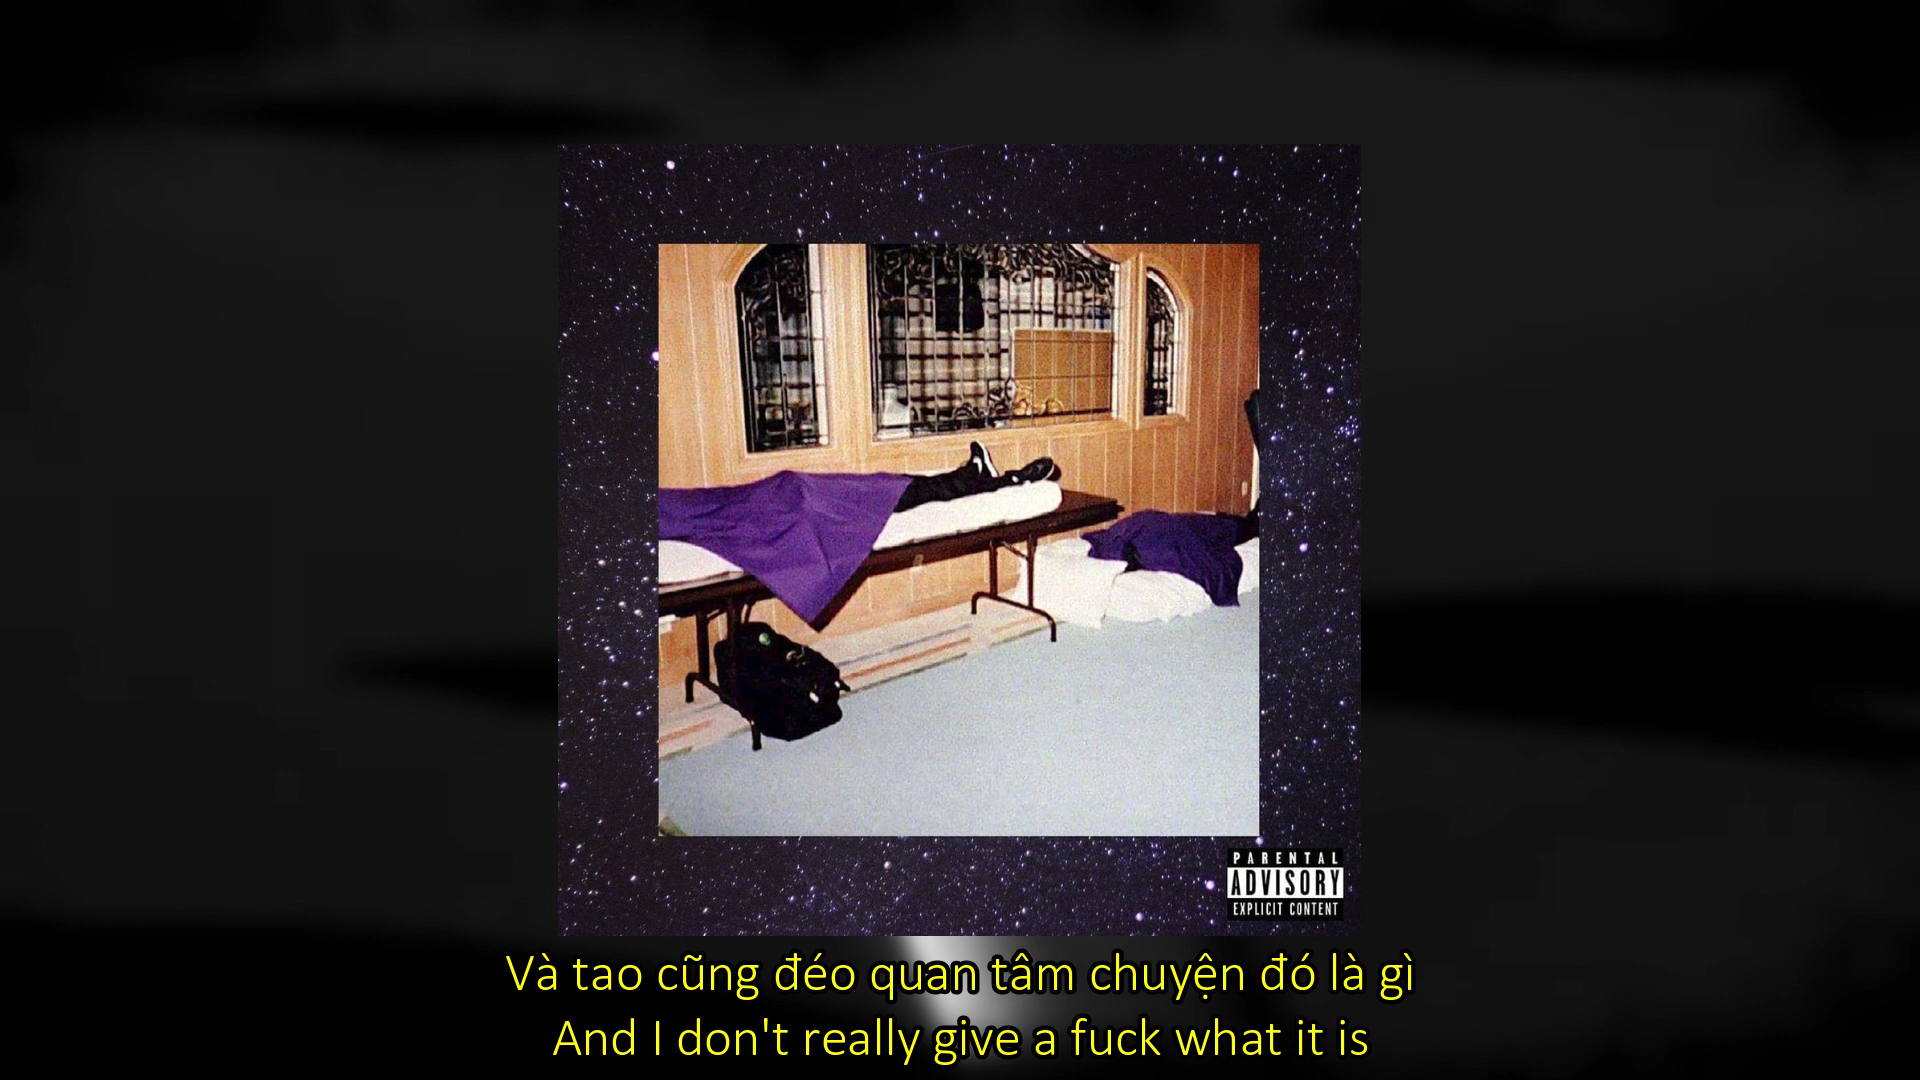 PARENTAL
ADVISORY
EXPLICIT CONTENT
Và tao cũng đéo quan tâm chuyện đó là gì
And I don't really give a fuck what it is